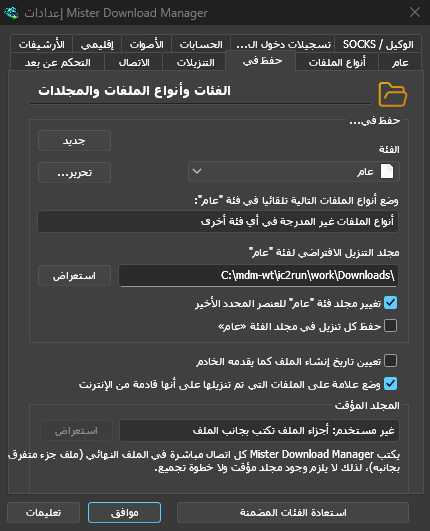 إعدادات Mister Download Manager
الوكيل / SOCKS
تسجيلات دخول ال...
الحسابات
الأصوات
إقليمي
الأرشيفات
عام
أنواع الملفات
حفظ في
التنزيلات
الاتصال
التحكم عن بعد
الفئات وأنواع الملفات والمجلدات
حفظ في...
الفئة
جديد
عام
تحرير...
وضع أنواع الملفات التالية تلقائيا في فئة "عام":
أنواع الملفات غير المدرجة في أي فئة أخرى
مجلد التنزيل الافتراضي لفئة "عام"
C:\mdm-wt\ic2run\work\Downloads\
استعراض
تغيير مجلد فئة "عام" للعنصر المحدد الأخير
حفظ كل تنزيل في مجلد الفئة «عام»
تعيين تاريخ إنشاء الملف كما يقدمه الخادم
وضع علامة على الملفات التي تم تنزيلها على أنها قادمة من الإنترنت
المجلد المؤقت
غير مستخدم: أجزاء الملف تكتب بجانب الملف
استعراض
يكتب Mister Download Manager كل اتصال مباشرة في الملف النهائي (ملف جزء متفرق
بجانبه)، لذلك لا يلزم وجود مجلد مؤقت ولا خطوة تجميع.
استعادة الفئات المضمنة
موافق
تعليمات